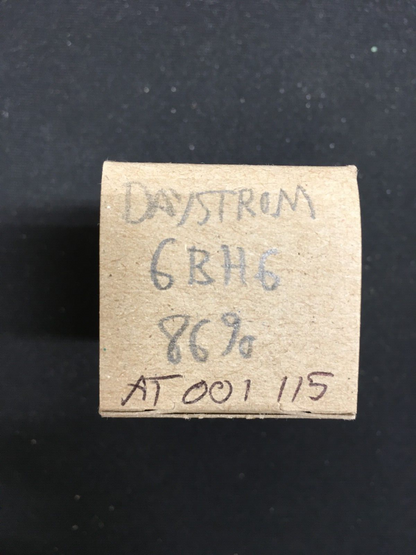 DAYSTROM
6BH6
86%
AT 001 115